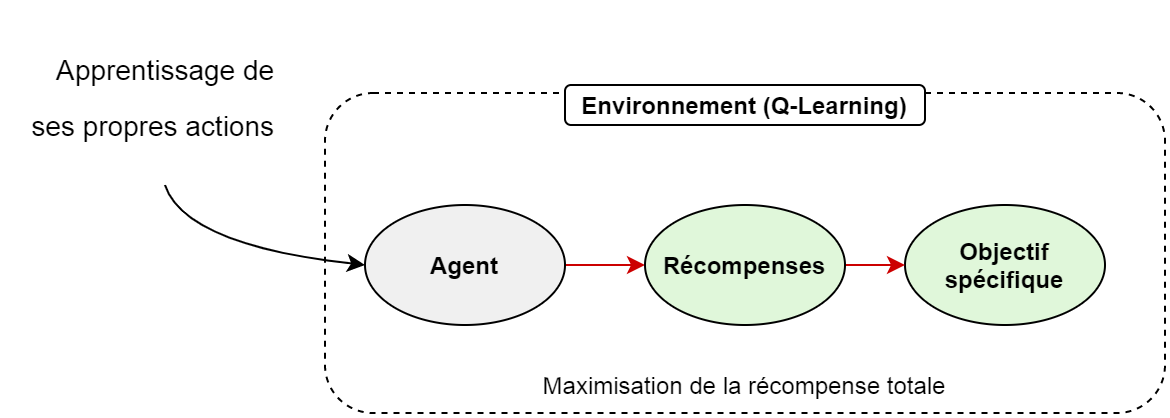 Apprentissage de
ses propres actions
Environnement (Q-Learning)
Agent
Récompenses
Objectif
spécifique
Maximisation de la récompense totale